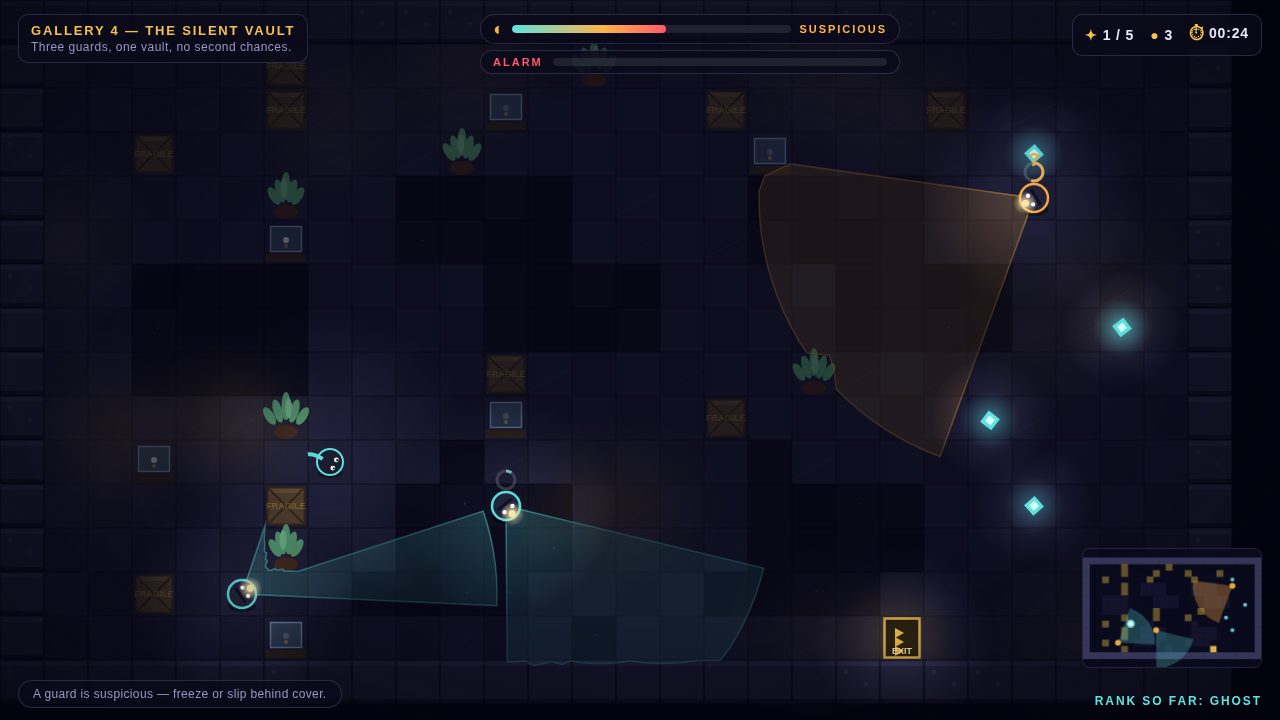 GALLERY 4 — THE SILENT VAULT
Three guards, one vault, no second chances.
SUSPICIOUS
ALARM
1 / 5
3
00:24
FRAGILE
FRAGILE
FRAGILE
FRAGILE
FRAGILE
FRAGILE
FRAGILE
FRAGILE
FRAGILE
EXIT
A guard is suspicious — freeze or slip behind cover.
RANK SO FAR: GHOST